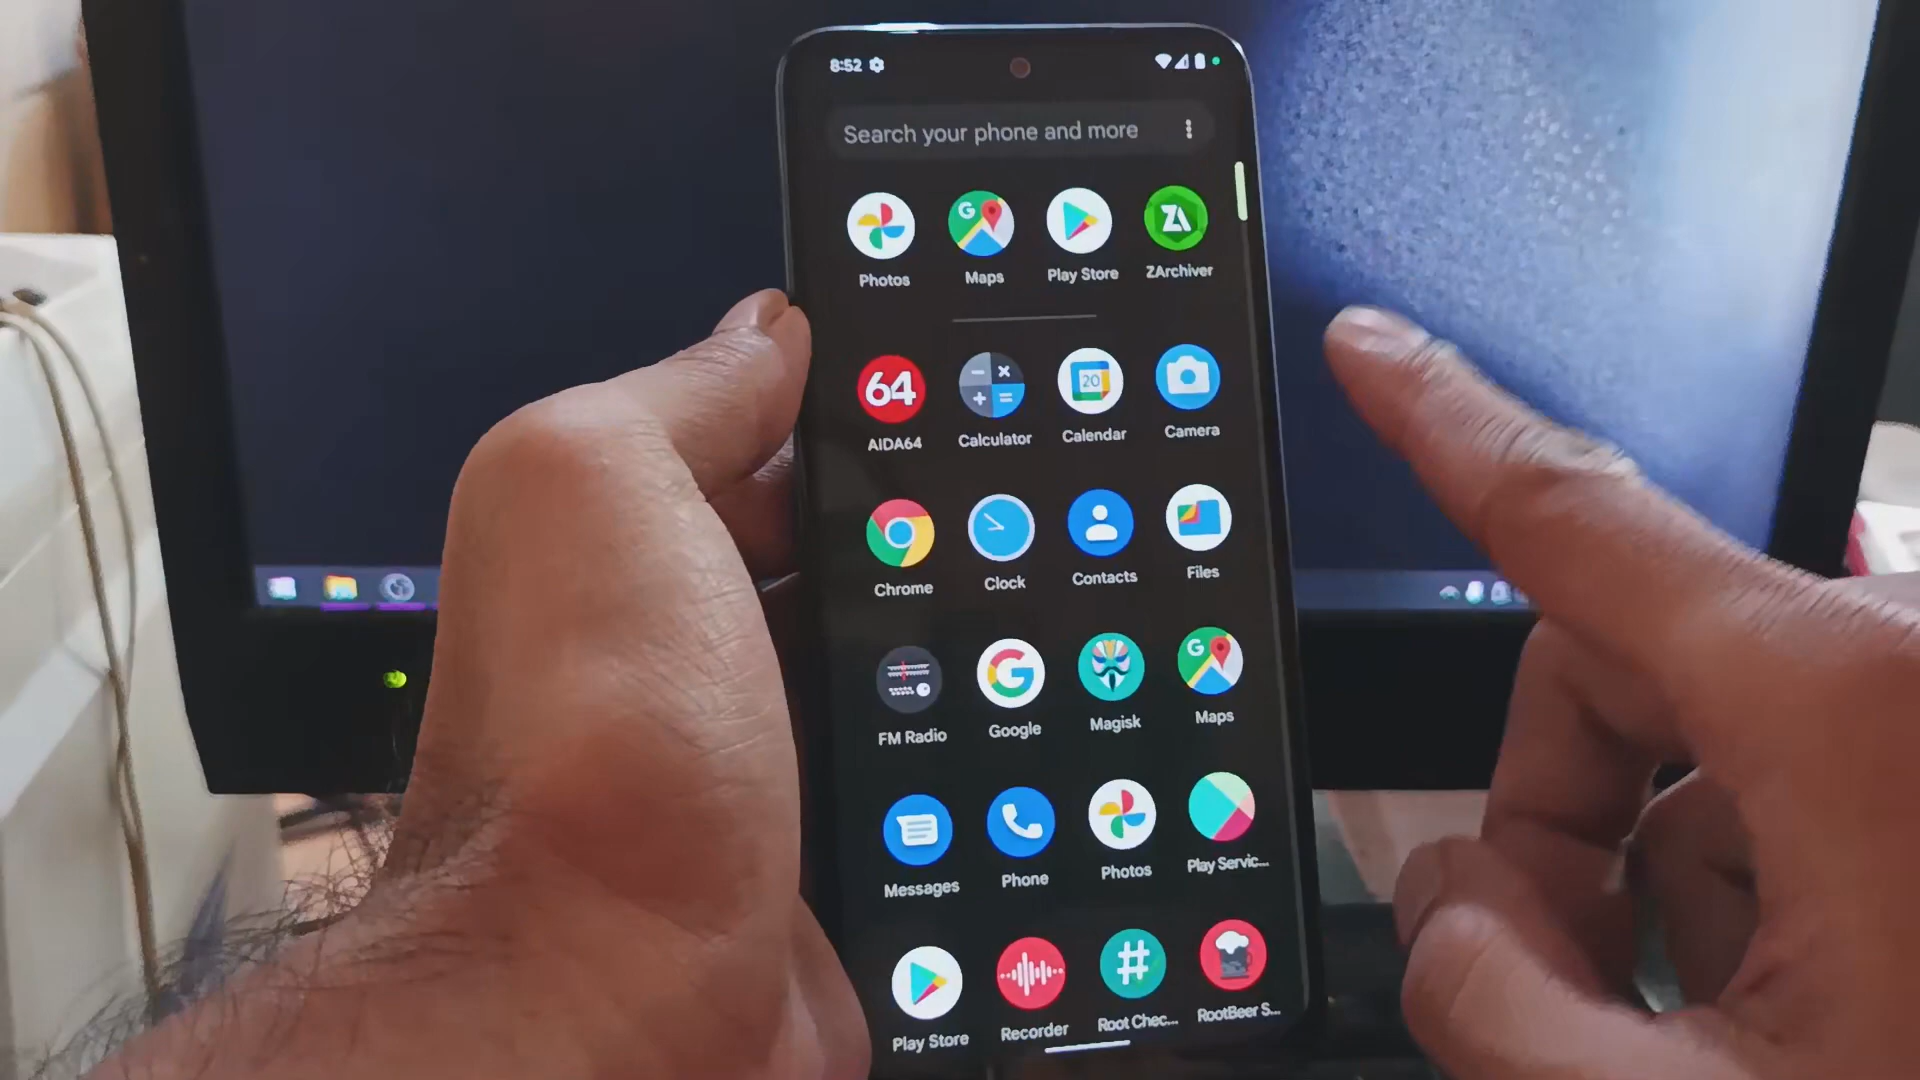 8:52
Search your phone and more
Photos
Maps
Play Store
ZArchiver
AIDA64
Calculator
Calendar
Camera
Chrome
Clock
Contacts
Files
FM Radio
Google
Magisk
Maps
Messages
Phone
Photos
Play Servic...
Play Store
Recorder
Root Chec...
RootBeer S...
ZA
64
20
G
G
G
#